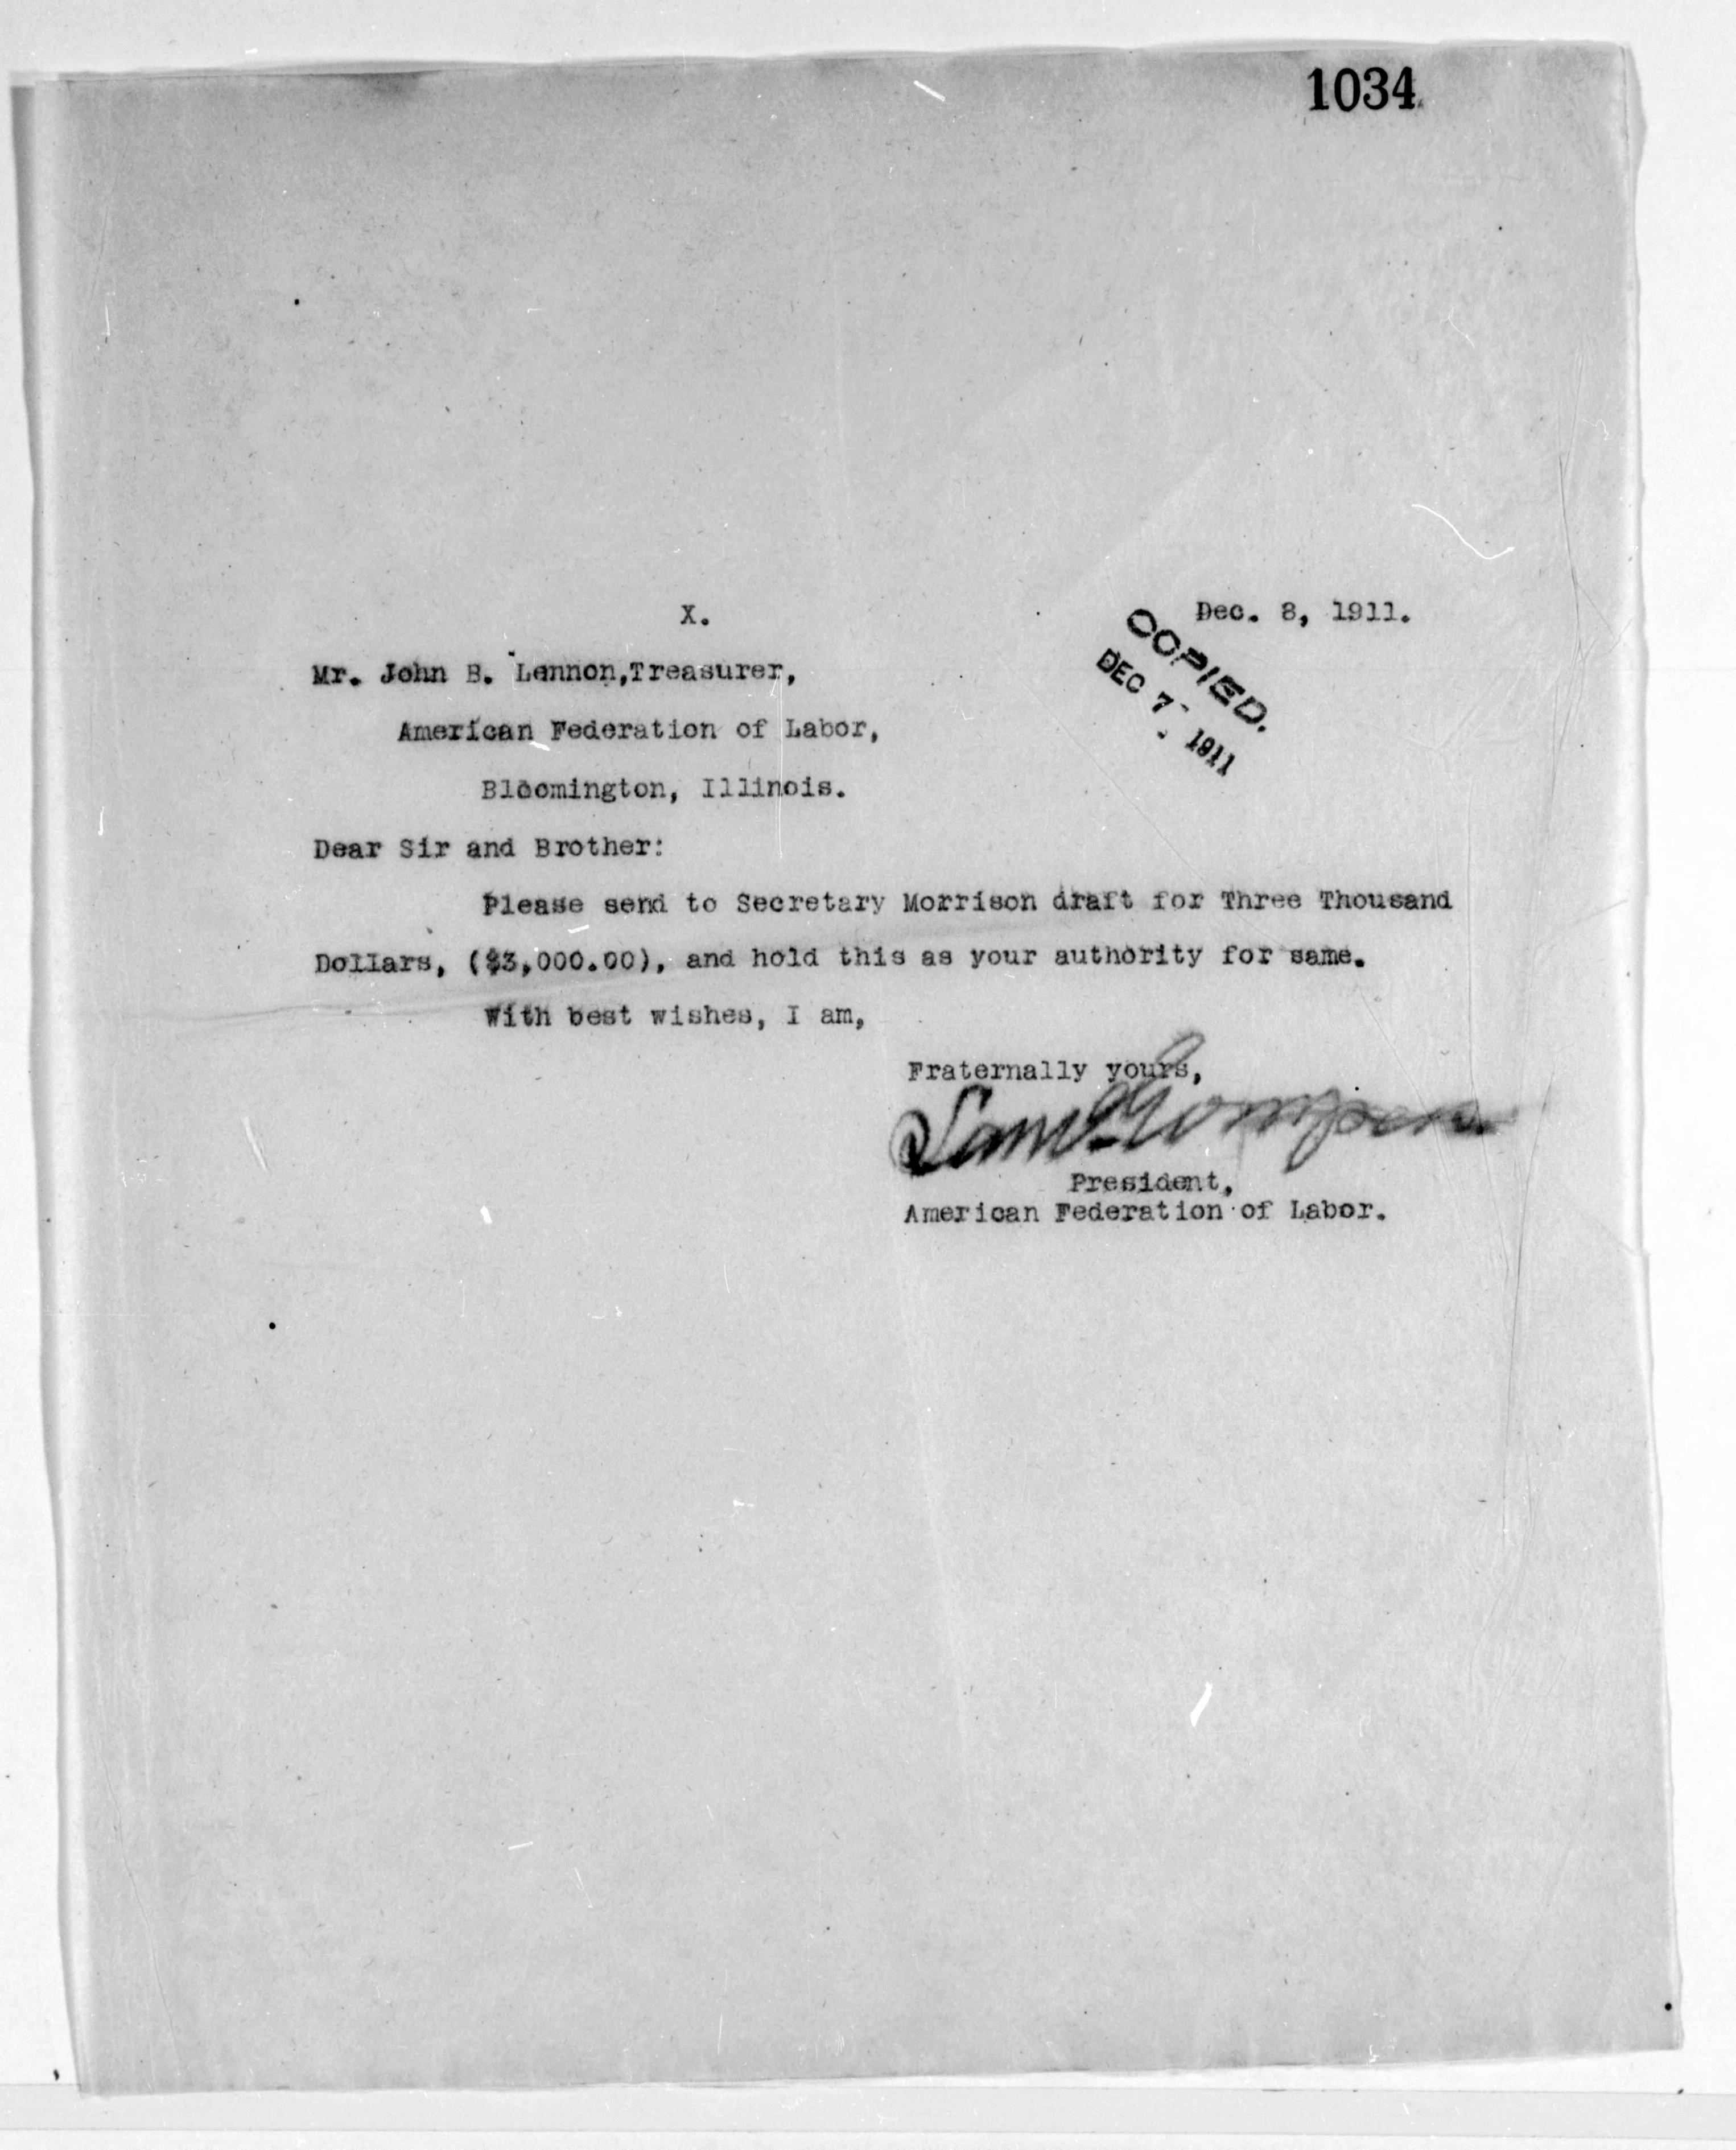 1034
X.
Dec. 8, 1911.
COPIED.
DEC 7- 1911
Mr. John B. Lennon,Treasurer,
American Federation of Labor,
Bloomington, Illinois.
Dear Sir and Brother:
Please send to Secretary Morrison draft for Three Thousand
Dollars, ($3,000.00), and hold this as your authority for same.
With best wishes, I am,
Fraternally yours,
Saml Gompers.
President,
American Federation of Labor.